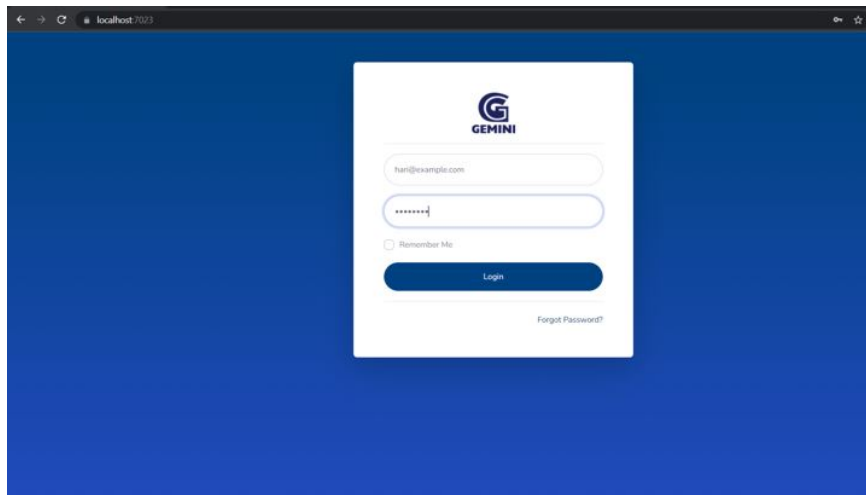 localhost:7023
GEMINI
hari@example.com
Remember Me
Login
Forgot Password?